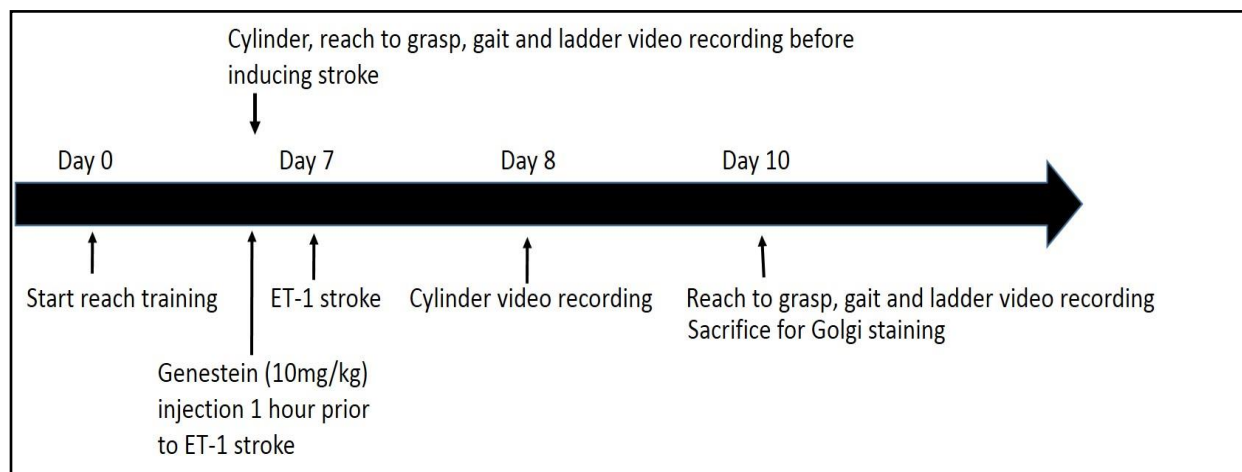 Cylinder, reach to grasp, gait and ladder video recording before
inducing stroke
Day 0
Day 7
Day 8
Day 10
Start reach training
ET-1 stroke
Cylinder video recording
Reach to grasp, gait and ladder video recording
Sacrifice for Golgi staining
Genestein (10mg/kg)
injection 1 hour prior
to ET-1 stroke